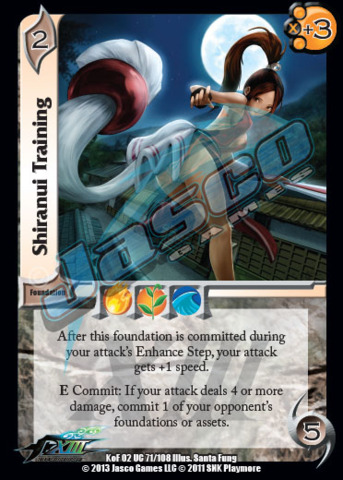 2
x+3
Shiranui Training
JASCO
GAMES
Foundation
After this foundation is committed during
your attack's Enhance Step, your attack
gets +1 speed.
E Commit: If your attack deals 4 or more
damage, commit 1 of your opponent's
foundations or assets.
5
XIII
KoF 02 UC 71/108 Illus. Santa Fung
© 2013 Jasco Games LLC © 2011 SNK Playmore